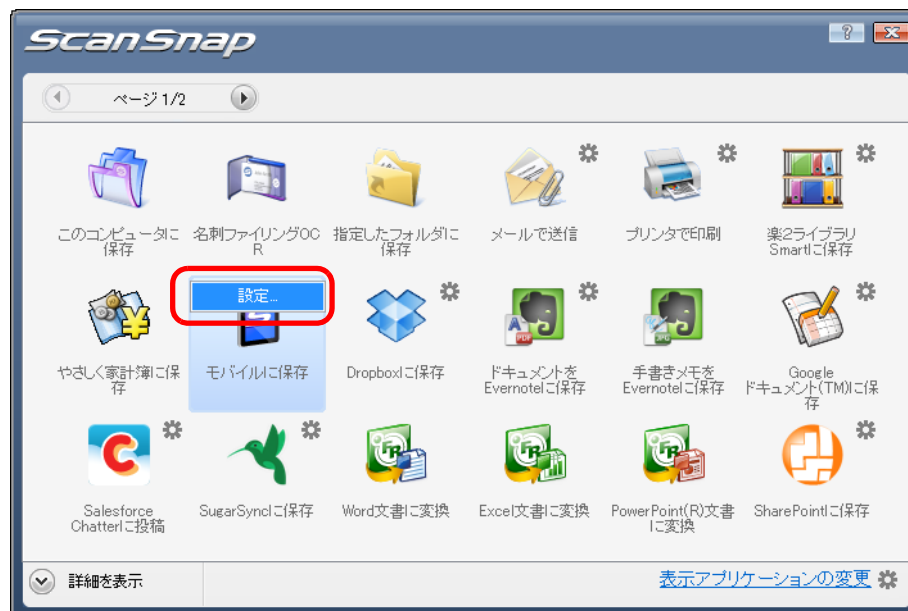 ScanSnap
ページ 1/2
このコンピュータに
保存
名刺ファイリングOC
R
指定したフォルダに
保存
メールで送信
プリンタで印刷
楽2ライブラリ
Smartに保存
設定...
やさしく家計簿に保
存
モバイルに保存
Dropboxに保存
ドキュメントを
Evernoteに保存
手書きメモを
Evernoteに保存
Google
ドキュメント(TM)に保
存
Salesforce
Chatterに投稿
SugarSyncに保存
Word文書に変換
Excel文書に変換
PowerPoint(R)文書
に変換
SharePointに保存
詳細を表示
表示アプリケーションの変更